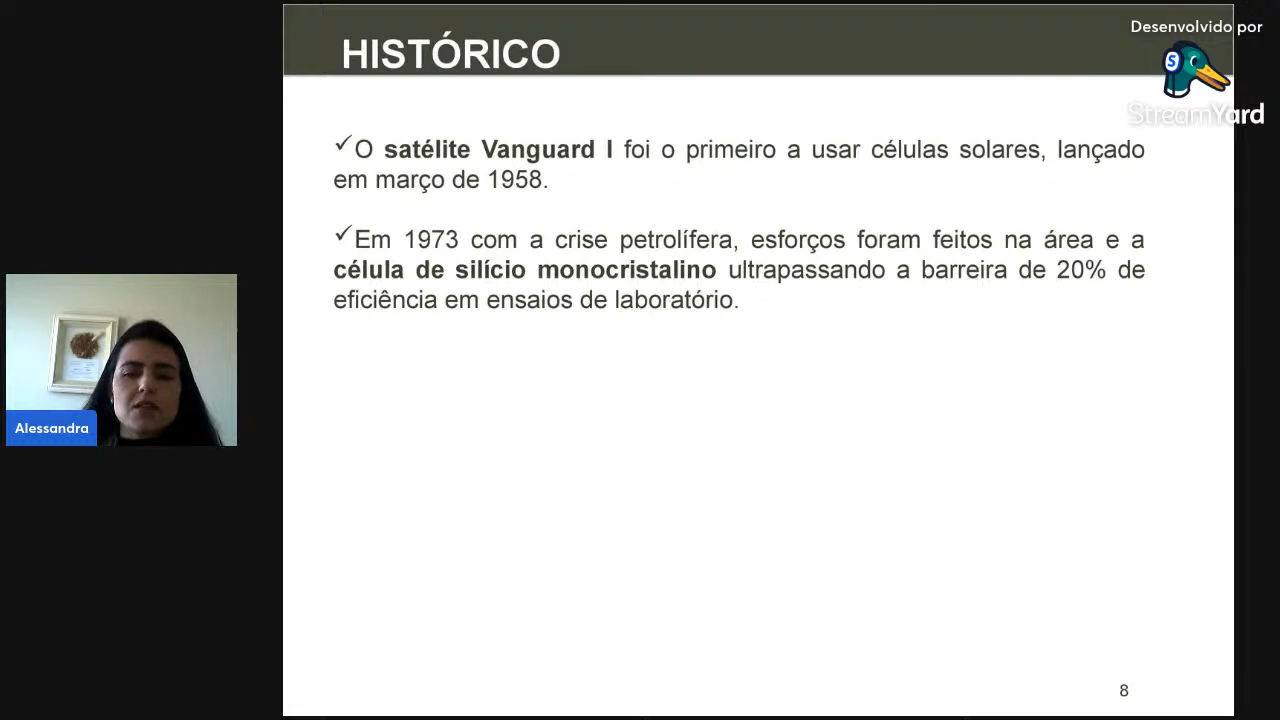 HISTÓRICO
Desenvolvido por
S
StreamYard
✓O satélite Vanguard I foi o primeiro a usar células solares, lançado
em março de 1958.
✓Em 1973 com a crise petrolífera, esforços foram feitos na área e a
célula de silício monocristalino ultrapassando a barreira de 20% de
eficiência em ensaios de laboratório.
Alessandra
8